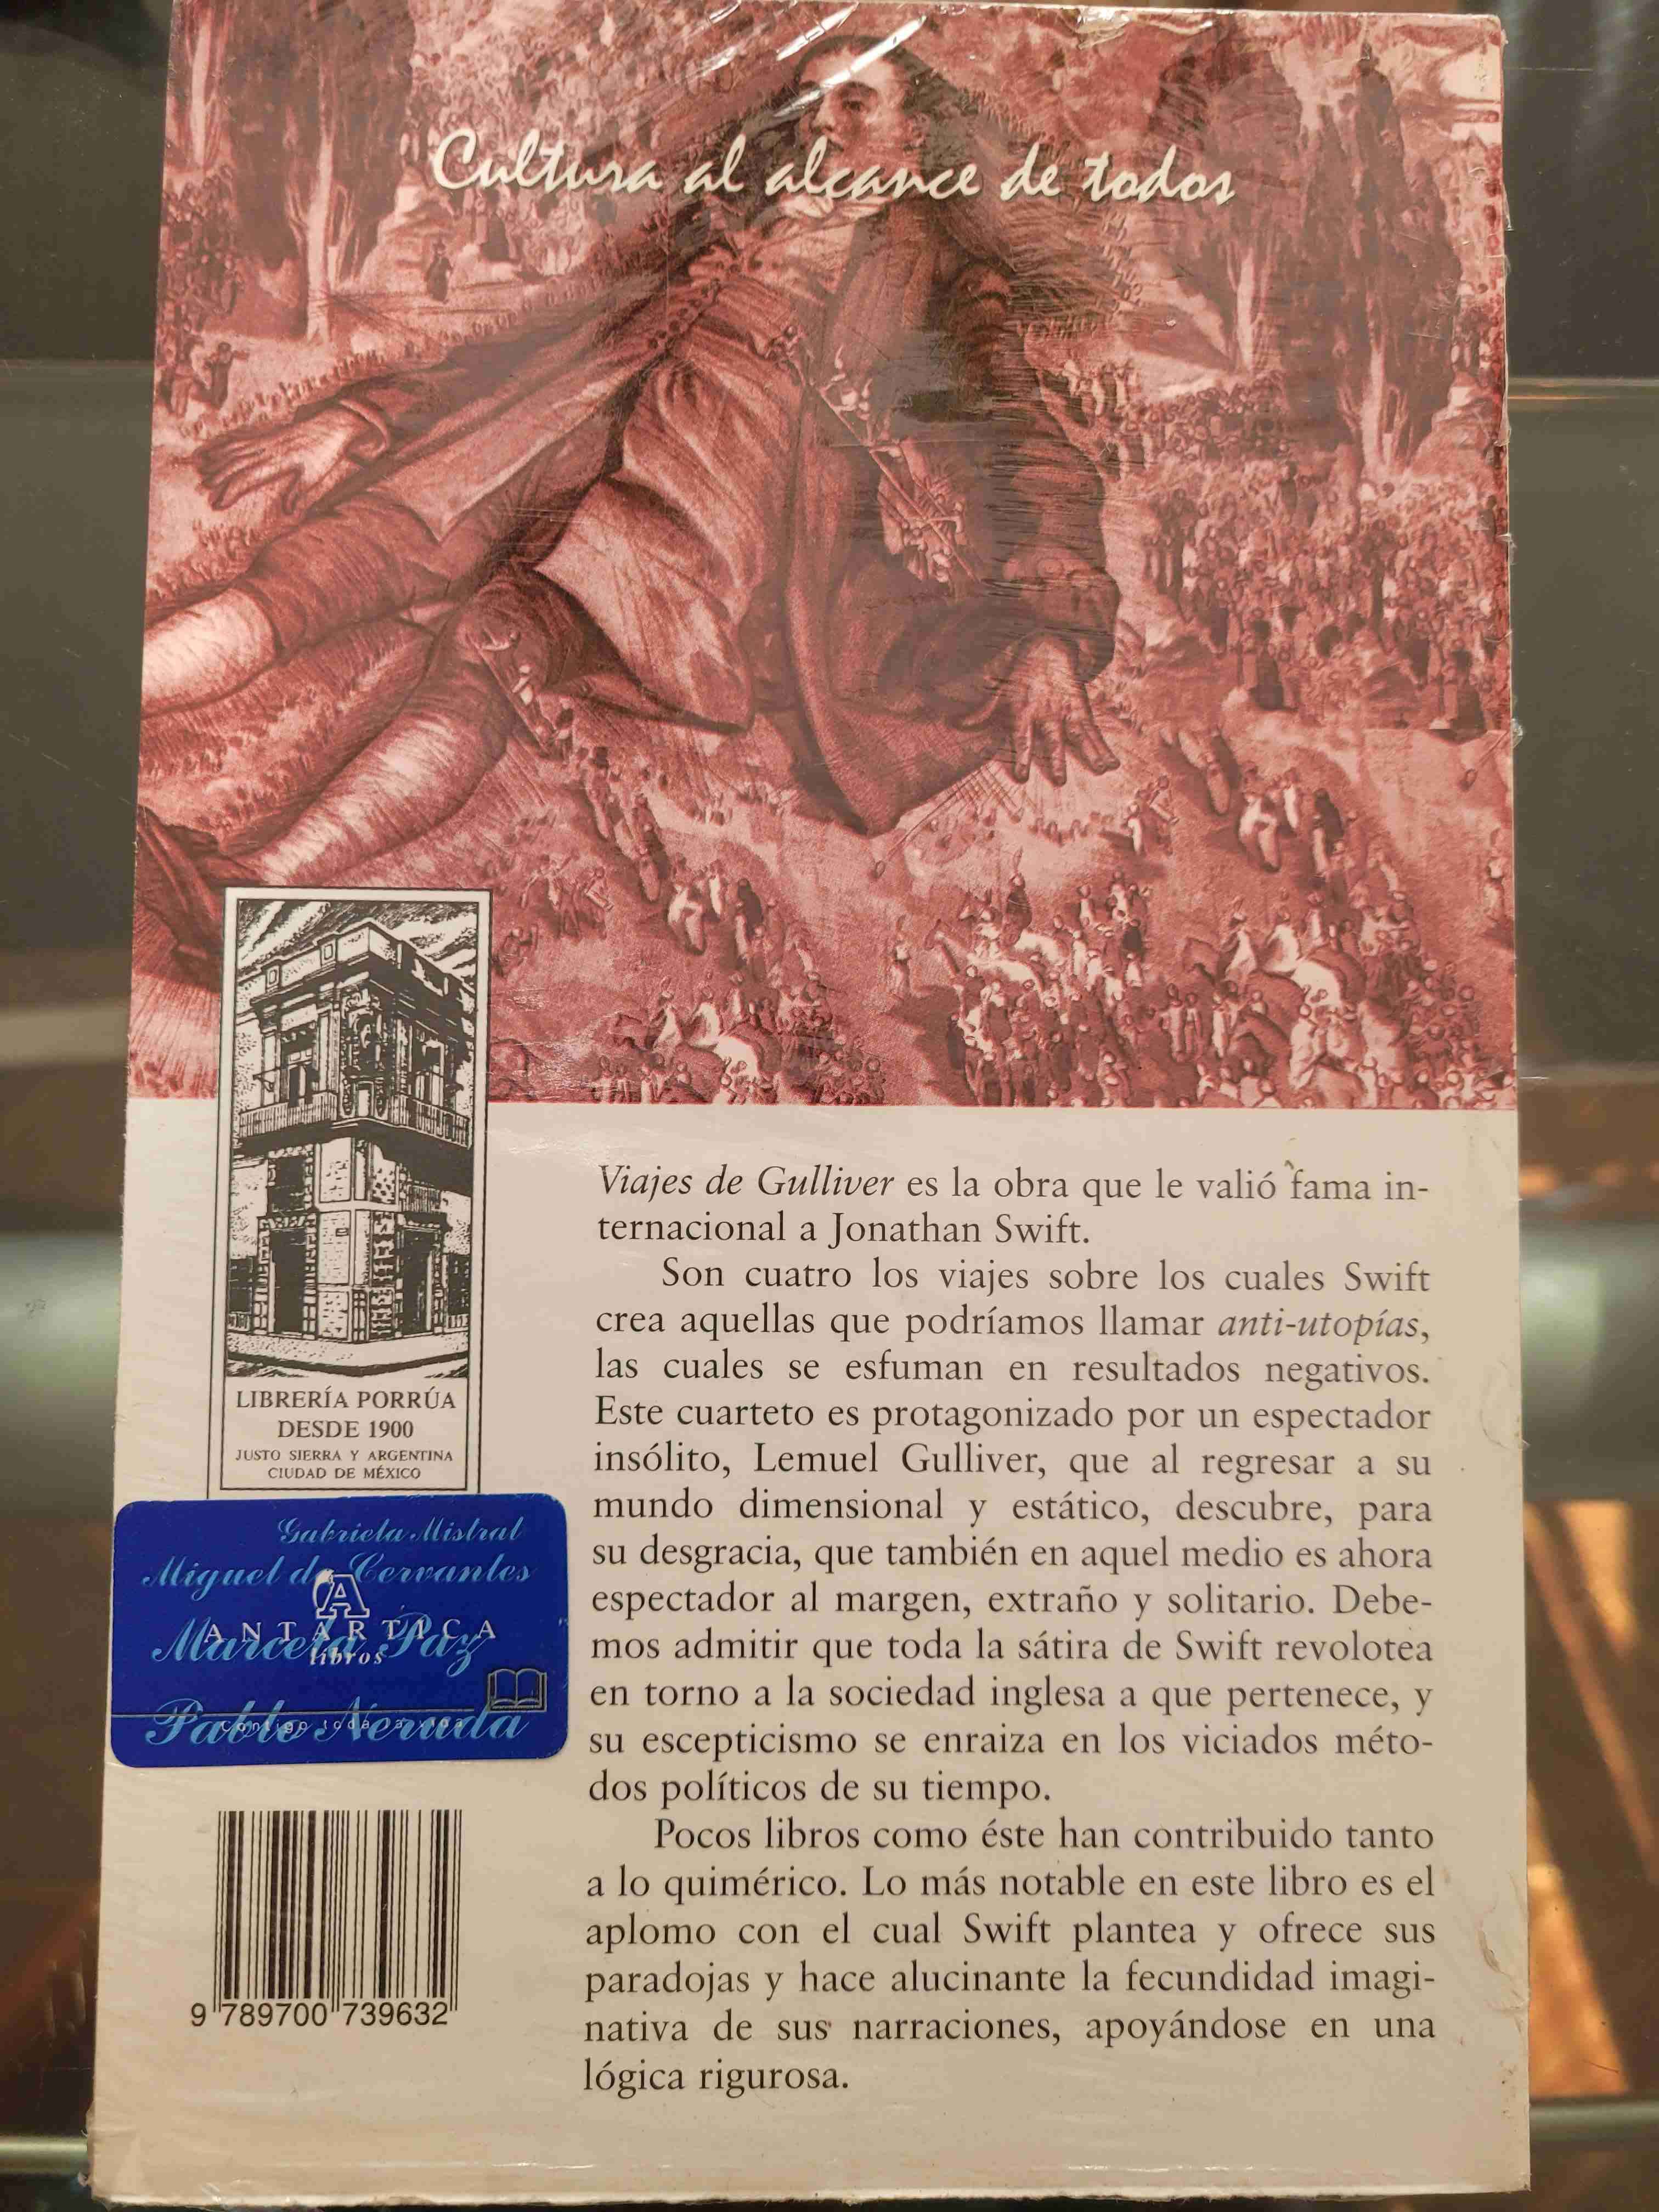 Cultura al alcance de todos
LIBRERÍA PORRÚA
DESDE 1900
JUSTO SIERRA Y ARGENTINA
CIUDAD DE MÉXICO
Gabriela Mistral
Miguel de Cervantes
A
ANTARTICA
Marcela Paz
libros
Contigo toda la vida
Pablo Neruda
9 789700 739632
Viajes de Gulliver es la obra que le valió fama in-
ternacional a Jonathan Swift.
Son cuatro los viajes sobre los cuales Swift
crea aquellas que podríamos llamar anti-utopías,
las cuales se esfuman en resultados negativos.
Este cuarteto es protagonizado por un espectador
insólito, Lemuel Gulliver, que al regresar a su
mundo dimensional y estático, descubre, para
su desgracia, que también en aquel medio es ahora
espectador al margen, extraño y solitario. Debe-
mos admitir que toda la sátira de Swift revolotea
en torno a la sociedad inglesa a que pertenece, y
su escepticismo se enraiza en los viciados méto-
dos políticos de su tiempo.
Pocos libros como éste han contribuido tanto
a lo quimérico. Lo más notable en este libro es el
aplomo con el cual Swift plantea y ofrece sus
paradojas y hace alucinante la fecundidad imagi-
nativa de sus narraciones, apoyándose en una
lógica rigurosa.